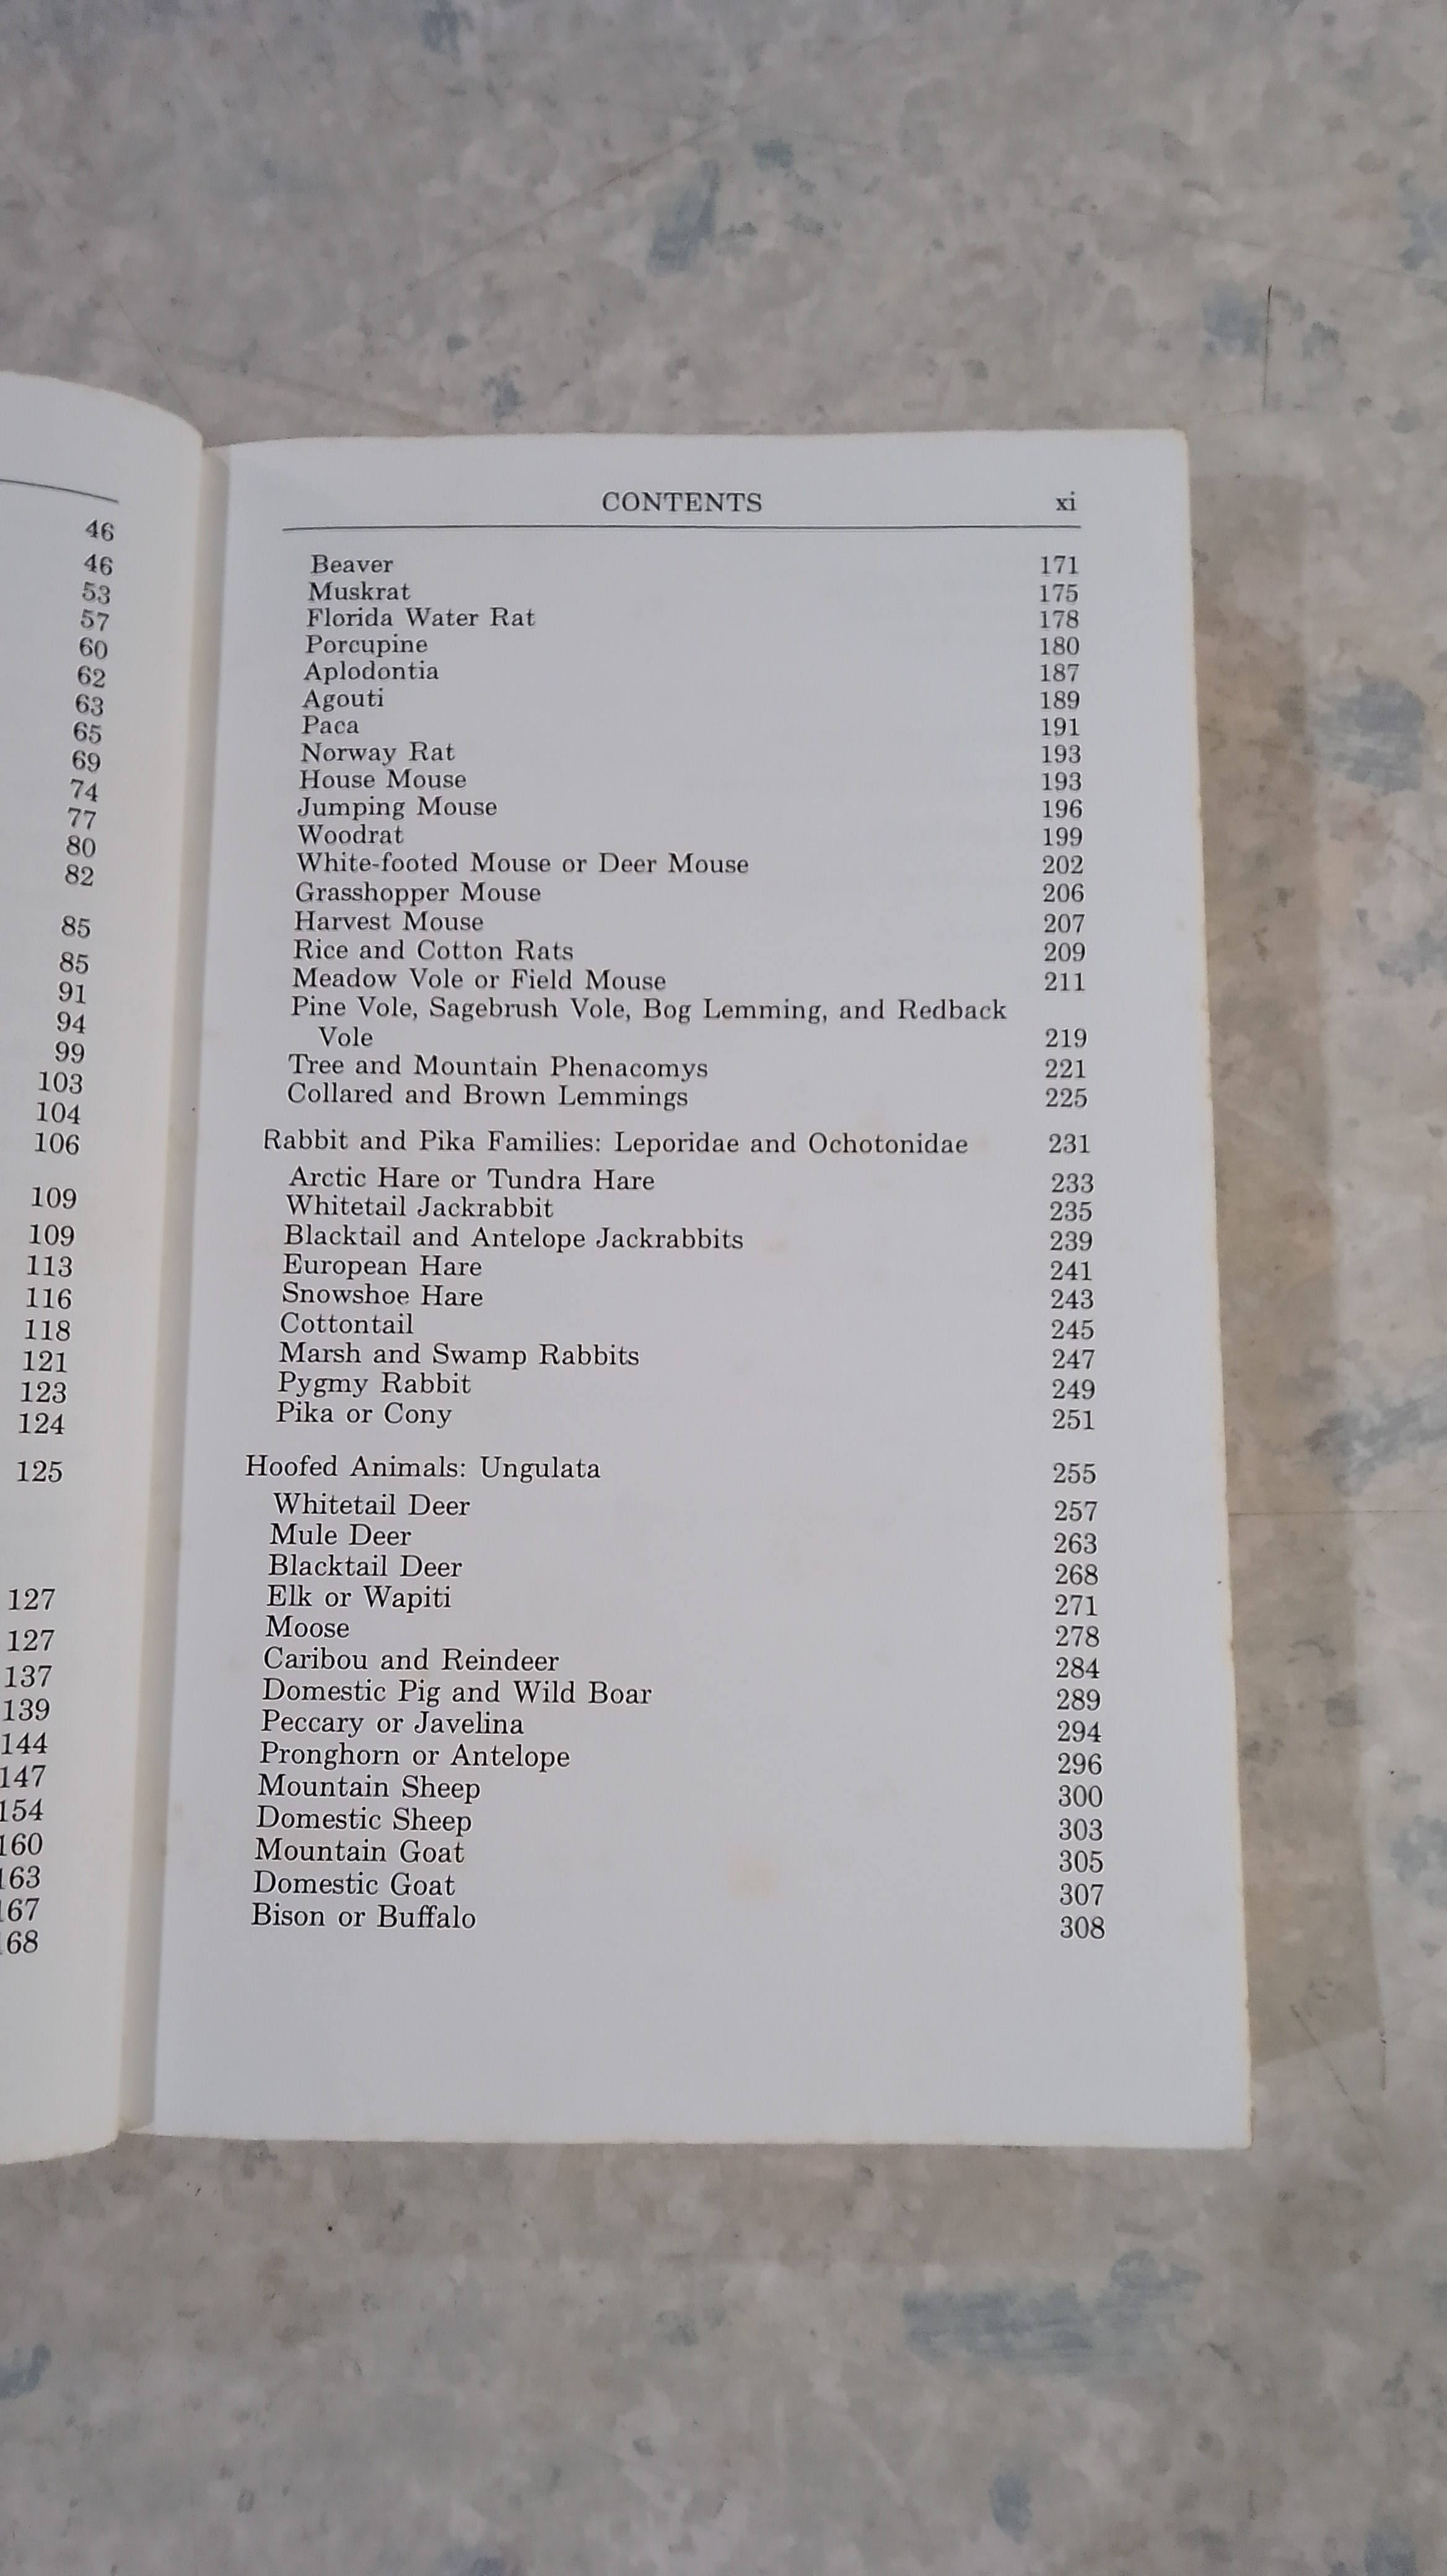 46
46
53
57
60
62
63
65
69
74
77
80
82
85
85
91
94
99
103
104
106
109
109
113
116
118
121
123
124
125
127
127
137
139
144
147
154
160
163
167
168
CONTENTS xi
Beaver 171
Muskrat 175
Florida Water Rat 178
Porcupine 180
Aplodontia 187
Agouti 189
Paca 191
Norway Rat 193
House Mouse 193
Jumping Mouse 196
Woodrat 199
White-footed Mouse or Deer Mouse 202
Grasshopper Mouse 206
Harvest Mouse 207
Rice and Cotton Rats 209
Meadow Vole or Field Mouse 211
Pine Vole, Sagebrush Vole, Bog Lemming, and Redback
Vole 219
Tree and Mountain Phenacomys 221
Collared and Brown Lemmings 225
Rabbit and Pika Families: Leporidae and Ochotonidae 231
Arctic Hare or Tundra Hare 233
Whitetail Jackrabbit 235
Blacktail and Antelope Jackrabbits 239
European Hare 241
Snowshoe Hare 243
Cottontail 245
Marsh and Swamp Rabbits 247
Pygmy Rabbit 249
Pika or Cony 251
Hoofed Animals: Ungulata 255
Whitetail Deer 257
Mule Deer 263
Blacktail Deer 268
Elk or Wapiti 271
Moose 278
Caribou and Reindeer 284
Domestic Pig and Wild Boar 289
Peccary or Javelina 294
Pronghorn or Antelope 296
Mountain Sheep 300
Domestic Sheep 303
Mountain Goat 305
Domestic Goat 307
Bison or Buffalo 308